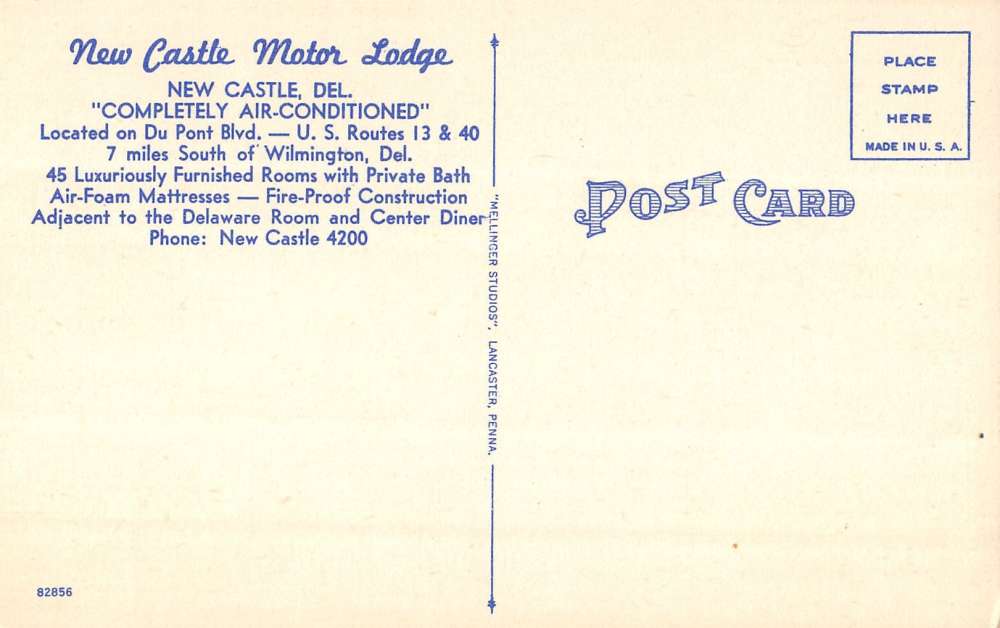 New Castle Motor Lodge
NEW CASTLE, DEL.
"COMPLETELY AIR-CONDITIONED"
Located on Du Pont Blvd. — U. S. Routes 13 & 40
7 miles South of Wilmington, Del.
45 Luxuriously Furnished Rooms with Private Bath
Air-Foam Mattresses — Fire-Proof Construction
Adjacent to the Delaware Room and Center Diner
Phone: New Castle 4200
82856
"MELLINGER STUDIOS", LANCASTER, PENNA.
POST CARD
PLACE
STAMP
HERE
MADE IN U. S. A.